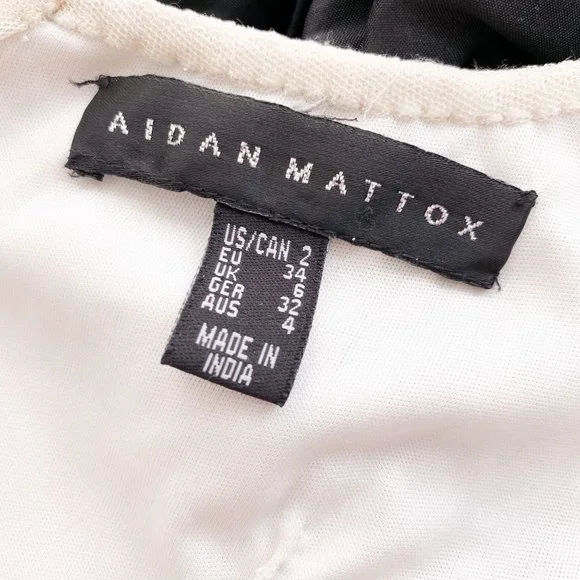 AIDAN MATTOX
US/CAN 2
EU 34
UK 6
GER 32
AUS 4
MADE IN
INDIA